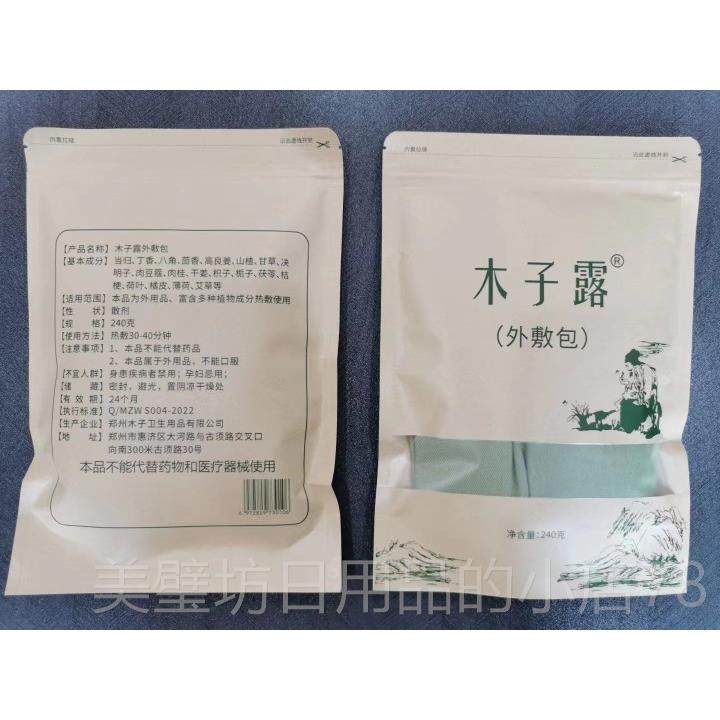 内置拉链
沿此虚线开封
【产品名称】 木子露外敷包
【基本成分】 当归、丁香、八角、茴香、高良姜、山楂、甘草、决
明子、肉豆蔻、肉桂、干姜、枳子、栀子、茯苓、桔
梗、荷叶、橘皮、薄荷、艾草等
【适用范围】 本品为外用品、富含多种植物成分热敷使用
【性 状】 散剂
【规 格】 240克
【使用方法】 热敷30-40分钟
【注意事项】 1、本品不能代替药品
2、本品属于外用品，不能口服
【不宜人群】 身患疾病者禁用；孕妇忌用；
【储 藏】 密封，避光，置阴凉干燥处
【有 效 期】 24个月
【执行标准】 Q/MZW S004-2022
【生产企业】 郑州木子卫生用品有限公司
【地 址】 郑州市惠济区大河路与古须路交叉口
向南300米古须路30号
本品不能代替药物和医疗器械使用
内置拉链
沿此虚线开封
木子露®
（外敷包）
净含量：240克
美璧坊日用品的小店73